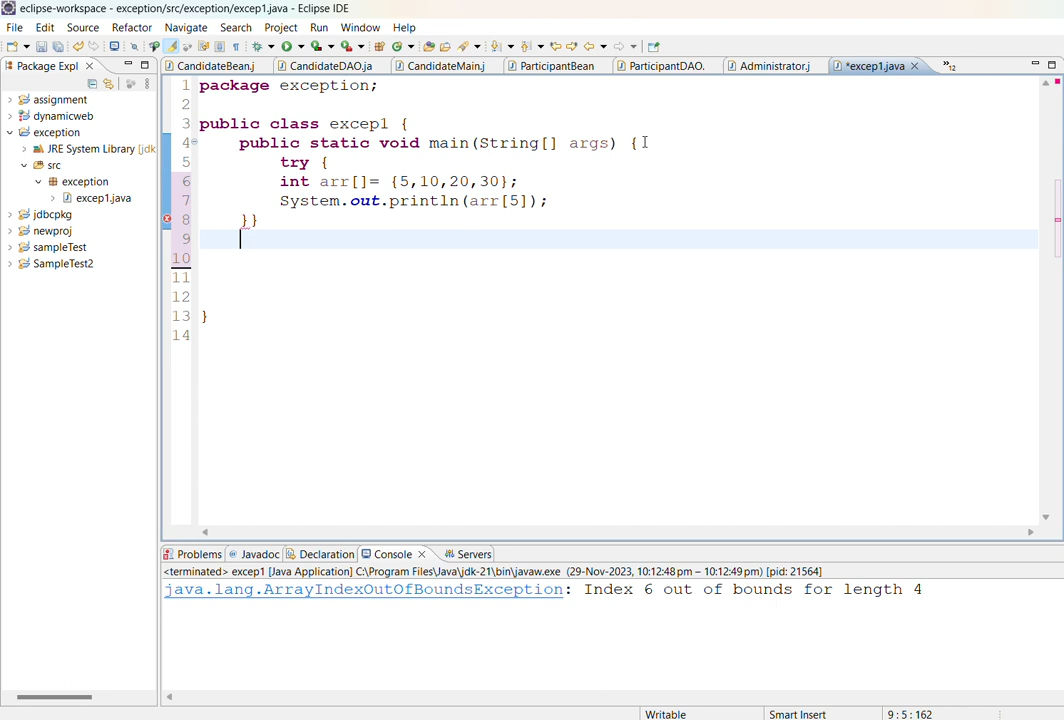 eclipse-workspace - exception/src/exception/excep1.java - Eclipse IDE
File Edit Source Refactor Navigate Search Project Run Window Help
Package Expl
CandidateBean.j CandidateDAO.ja CandidateMain.j ParticipantBean ParticipantDAO. Administrator.j *excep1.java »12
assignment
dynamicweb
exception
JRE System Library [jdk
src
exception
excep1.java
jdbcpkg
newproj
sampleTest
SampleTest2
1 package exception;
2
3 public class excep1 {
4 public static void main(String[] args) {
5 try {
6 int arr[]= {5,10,20,30};
7 System.out.println(arr[5]);
8 }}
9
10
11
12
13 }
14
Problems Javadoc Declaration Console Servers
<terminated> excep1 [Java Application] C:\Program Files\Java\jdk-21\bin\javaw.exe (29-Nov-2023, 10:12:48 pm – 10:12:49 pm) [pid: 21564]
java.lang.ArrayIndexOutOfBoundsException: Index 6 out of bounds for length 4
Writable Smart Insert 9 : 5 : 162